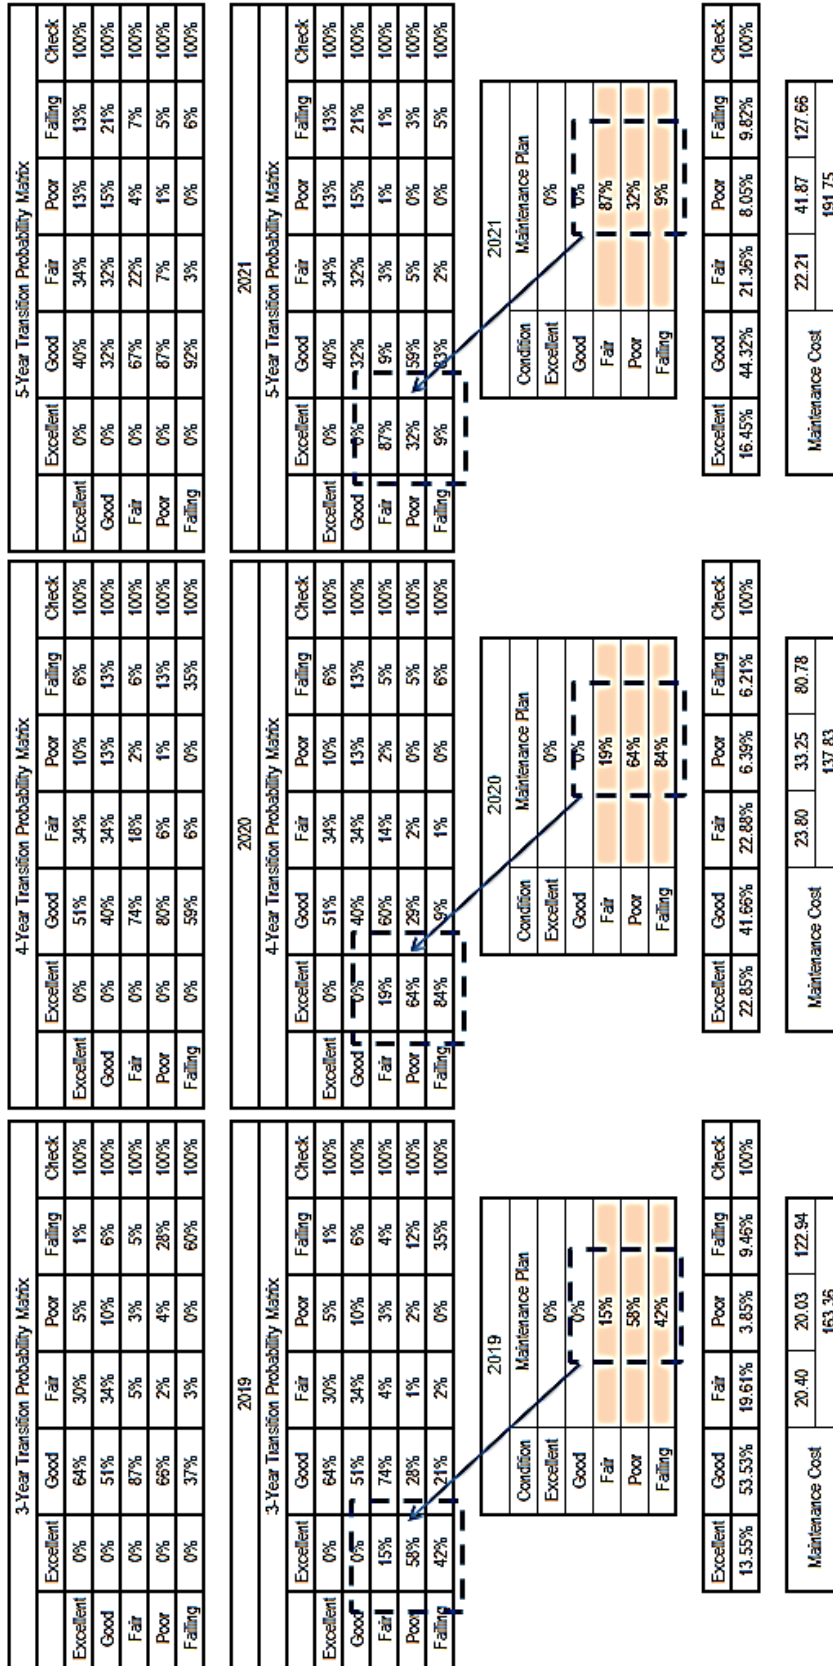 3-Year Transition Probability Matrix
Excellent Good Fair Poor Failing Check
Excellent 0% 64% 30% 5% 1% 100%
Good 0% 51% 34% 10% 6% 100%
Fair 0% 87% 5% 3% 5% 100%
Poor 0% 66% 2% 4% 28% 100%
Failing 0% 37% 3% 0% 60% 100%
4-Year Transition Probability Matrix
Excellent Good Fair Poor Failing Check
Excellent 0% 51% 34% 10% 6% 100%
Good 0% 40% 34% 13% 13% 100%
Fair 0% 74% 18% 2% 6% 100%
Poor 0% 80% 6% 1% 13% 100%
Failing 0% 59% 6% 0% 35% 100%
5-Year Transition Probability Matrix
Excellent Good Fair Poor Failing Check
Excellent 0% 40% 34% 13% 13% 100%
Good 0% 32% 32% 15% 21% 100%
Fair 0% 67% 22% 4% 7% 100%
Poor 0% 87% 7% 1% 5% 100%
Failing 0% 92% 3% 0% 6% 100%
2019
3-Year Transition Probability Matrix
Excellent Good Fair Poor Failing Check
Excellent 0% 64% 30% 5% 1% 100%
Good 0% 51% 34% 10% 6% 100%
Fair 15% 74% 4% 3% 4% 100%
Poor 58% 28% 1% 2% 12% 100%
Failing 42% 21% 2% 0% 35% 100%
2020
4-Year Transition Probability Matrix
Excellent Good Fair Poor Failing Check
Excellent 0% 51% 34% 10% 6% 100%
Good 0% 40% 34% 13% 13% 100%
Fair 19% 60% 14% 2% 5% 100%
Poor 64% 29% 2% 0% 5% 100%
Failing 84% 9% 1% 0% 6% 100%
2021
5-Year Transition Probability Matrix
Excellent Good Fair Poor Failing Check
Excellent 0% 40% 34% 13% 13% 100%
Good 0% 32% 32% 15% 21% 100%
Fair 87% 9% 3% 1% 1% 100%
Poor 32% 59% 5% 0% 3% 100%
Failing 9% 83% 2% 0% 5% 100%
2019
Condition Maintenance Plan
Excellent 0%
Good 0%
Fair 15%
Poor 58%
Failing 42%
2020
Condition Maintenance Plan
Excellent 0%
Good 0%
Fair 19%
Poor 64%
Failing 84%
2021
Condition Maintenance Plan
Excellent 0%
Good 0%
Fair 87%
Poor 32%
Failing 9%
Excellent Good Fair Poor Failing Check
13.55% 53.53% 19.61% 3.85% 9.46% 100%
Excellent Good Fair Poor Failing Check
22.85% 41.66% 22.88% 6.39% 6.21% 100%
Excellent Good Fair Poor Failing Check
16.45% 44.32% 21.36% 8.05% 9.82% 100%
Maintenance Cost 20.40 20.03 122.94
163.36
Maintenance Cost 23.80 33.25 80.78
137.83
Maintenance Cost 22.21 41.87 127.66
191.75